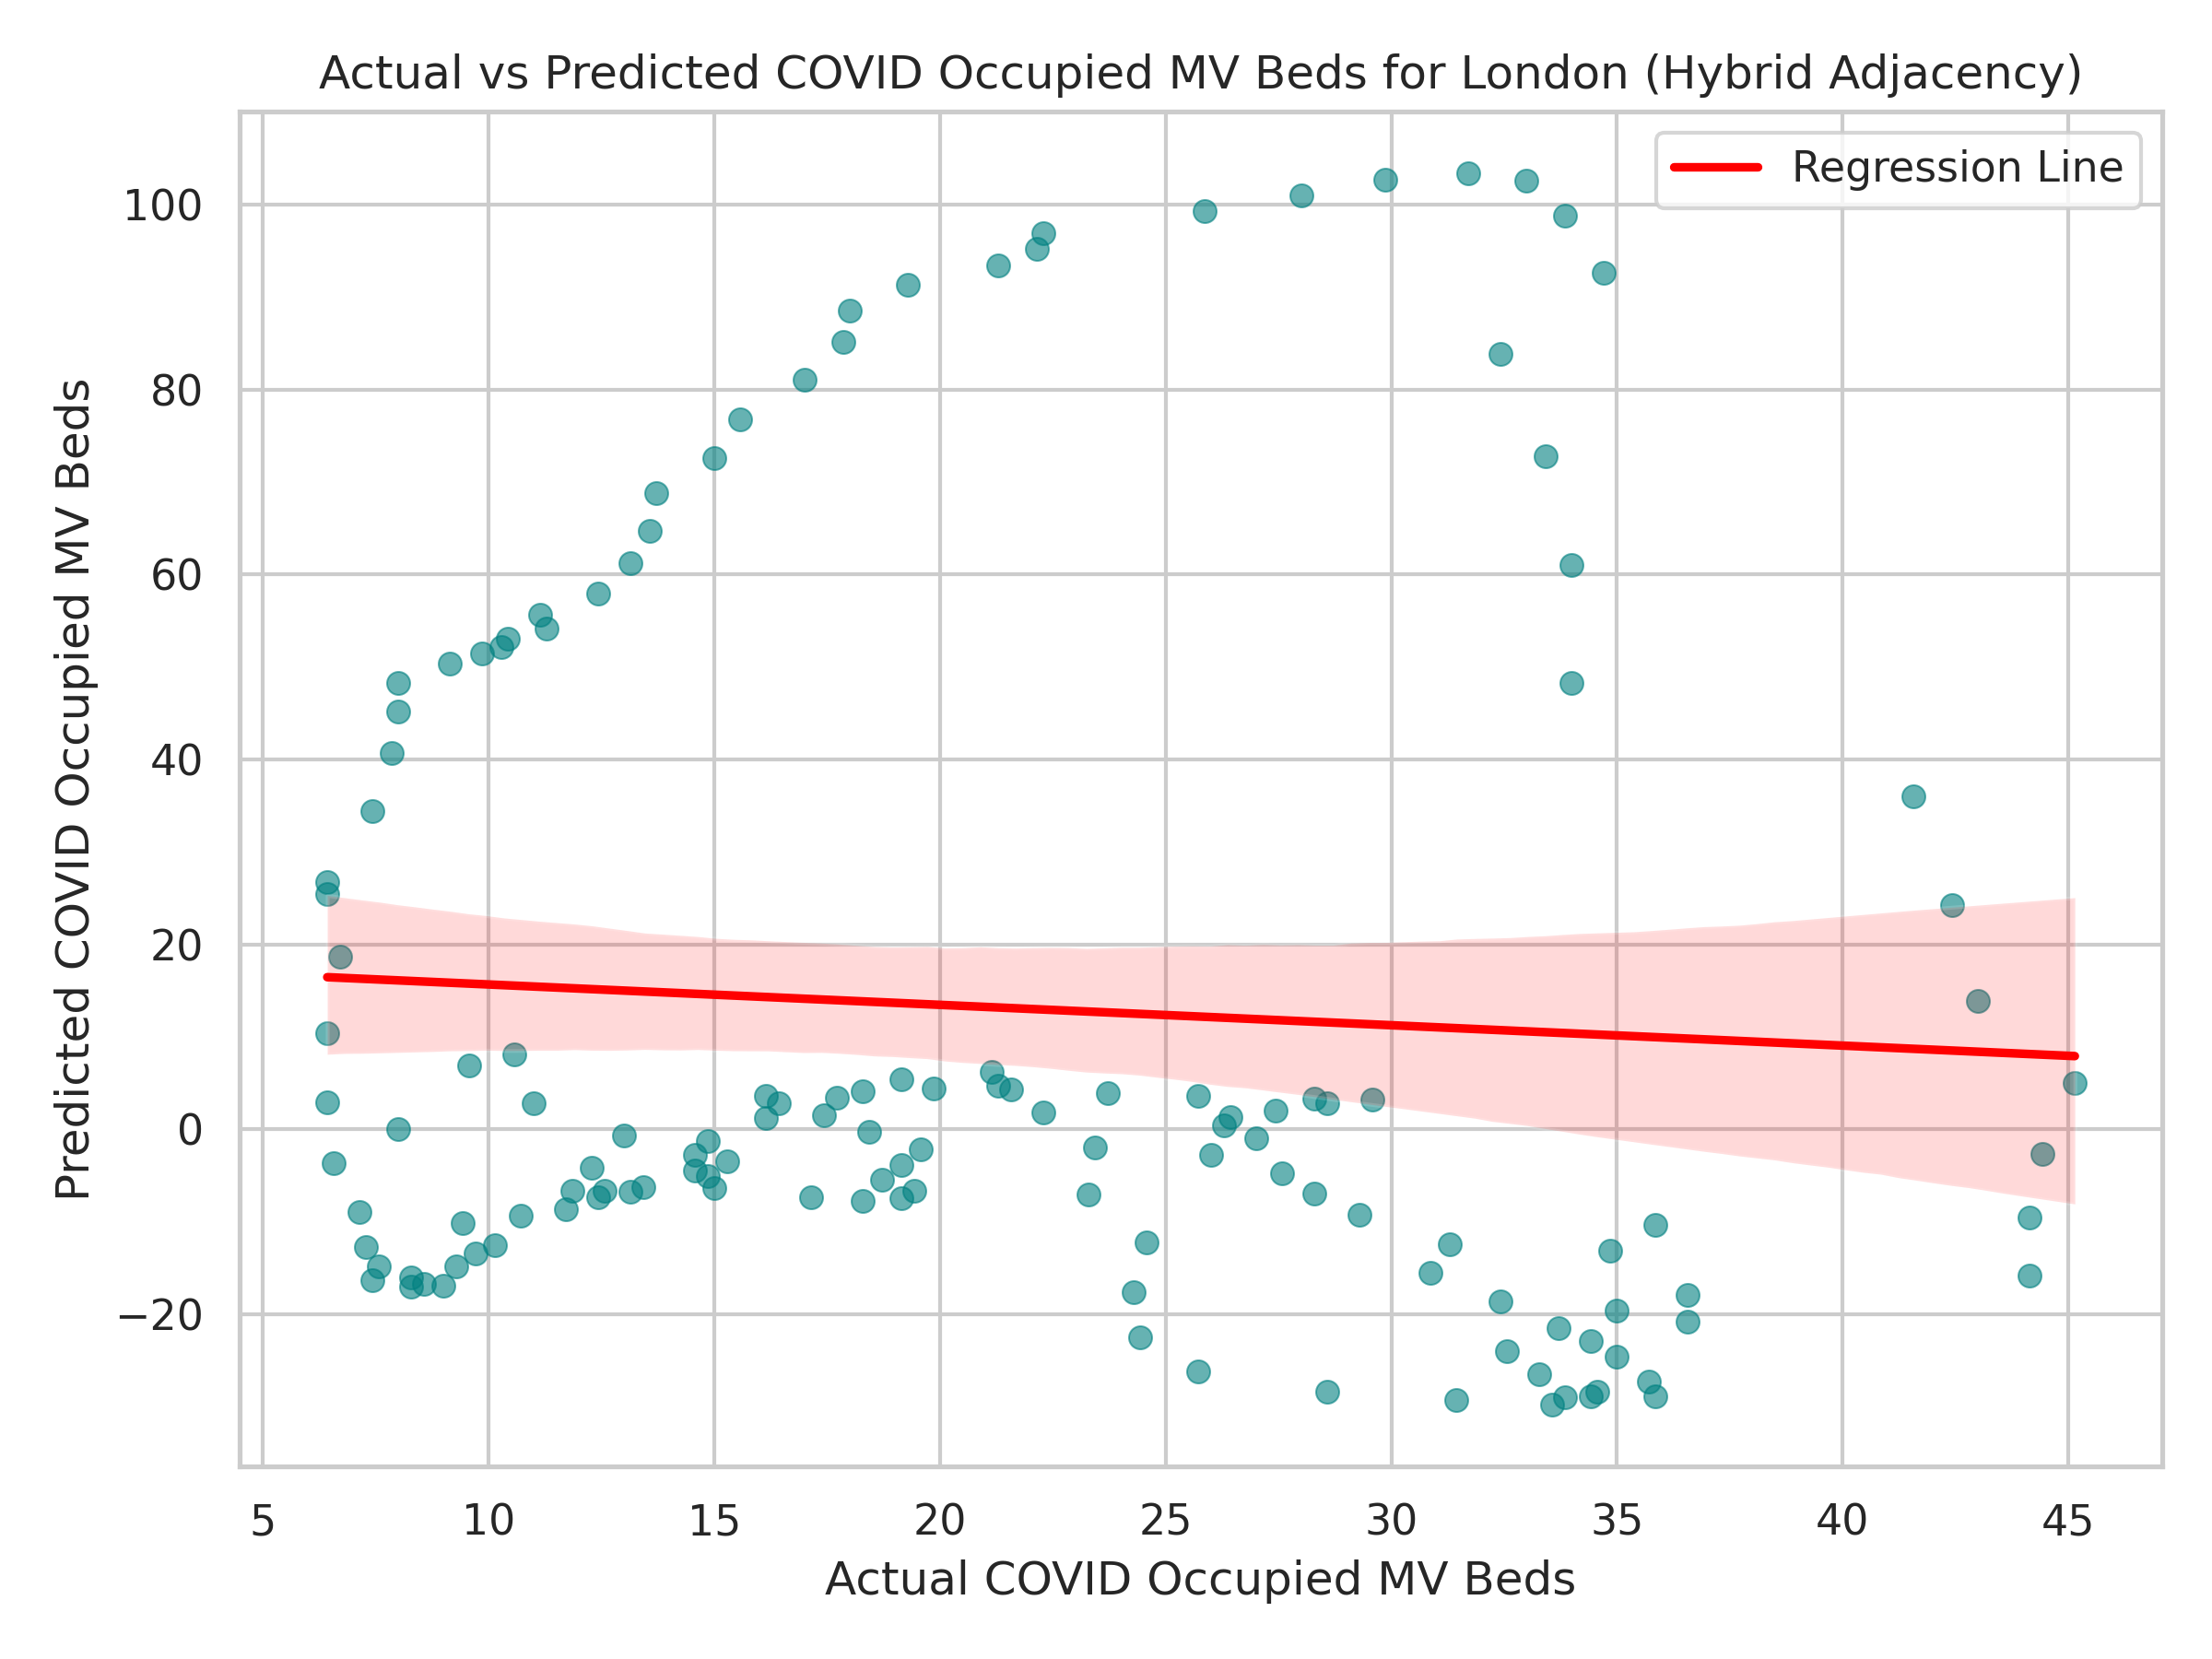 Actual vs Predicted COVID Occupied MV Beds for London (Hybrid Adjacency)
Regression Line
Predicted COVID Occupied MV Beds
100
80
60
40
20
0
−20
5 10 15 20 25 30 35 40 45
Actual COVID Occupied MV Beds